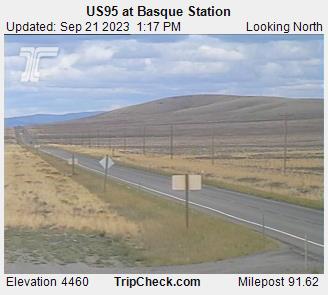 US95 at Basque Station
Updated: Sep 21 2023 1:17 PM Looking North
Elevation 4460 TripCheck.com Milepost 91.62